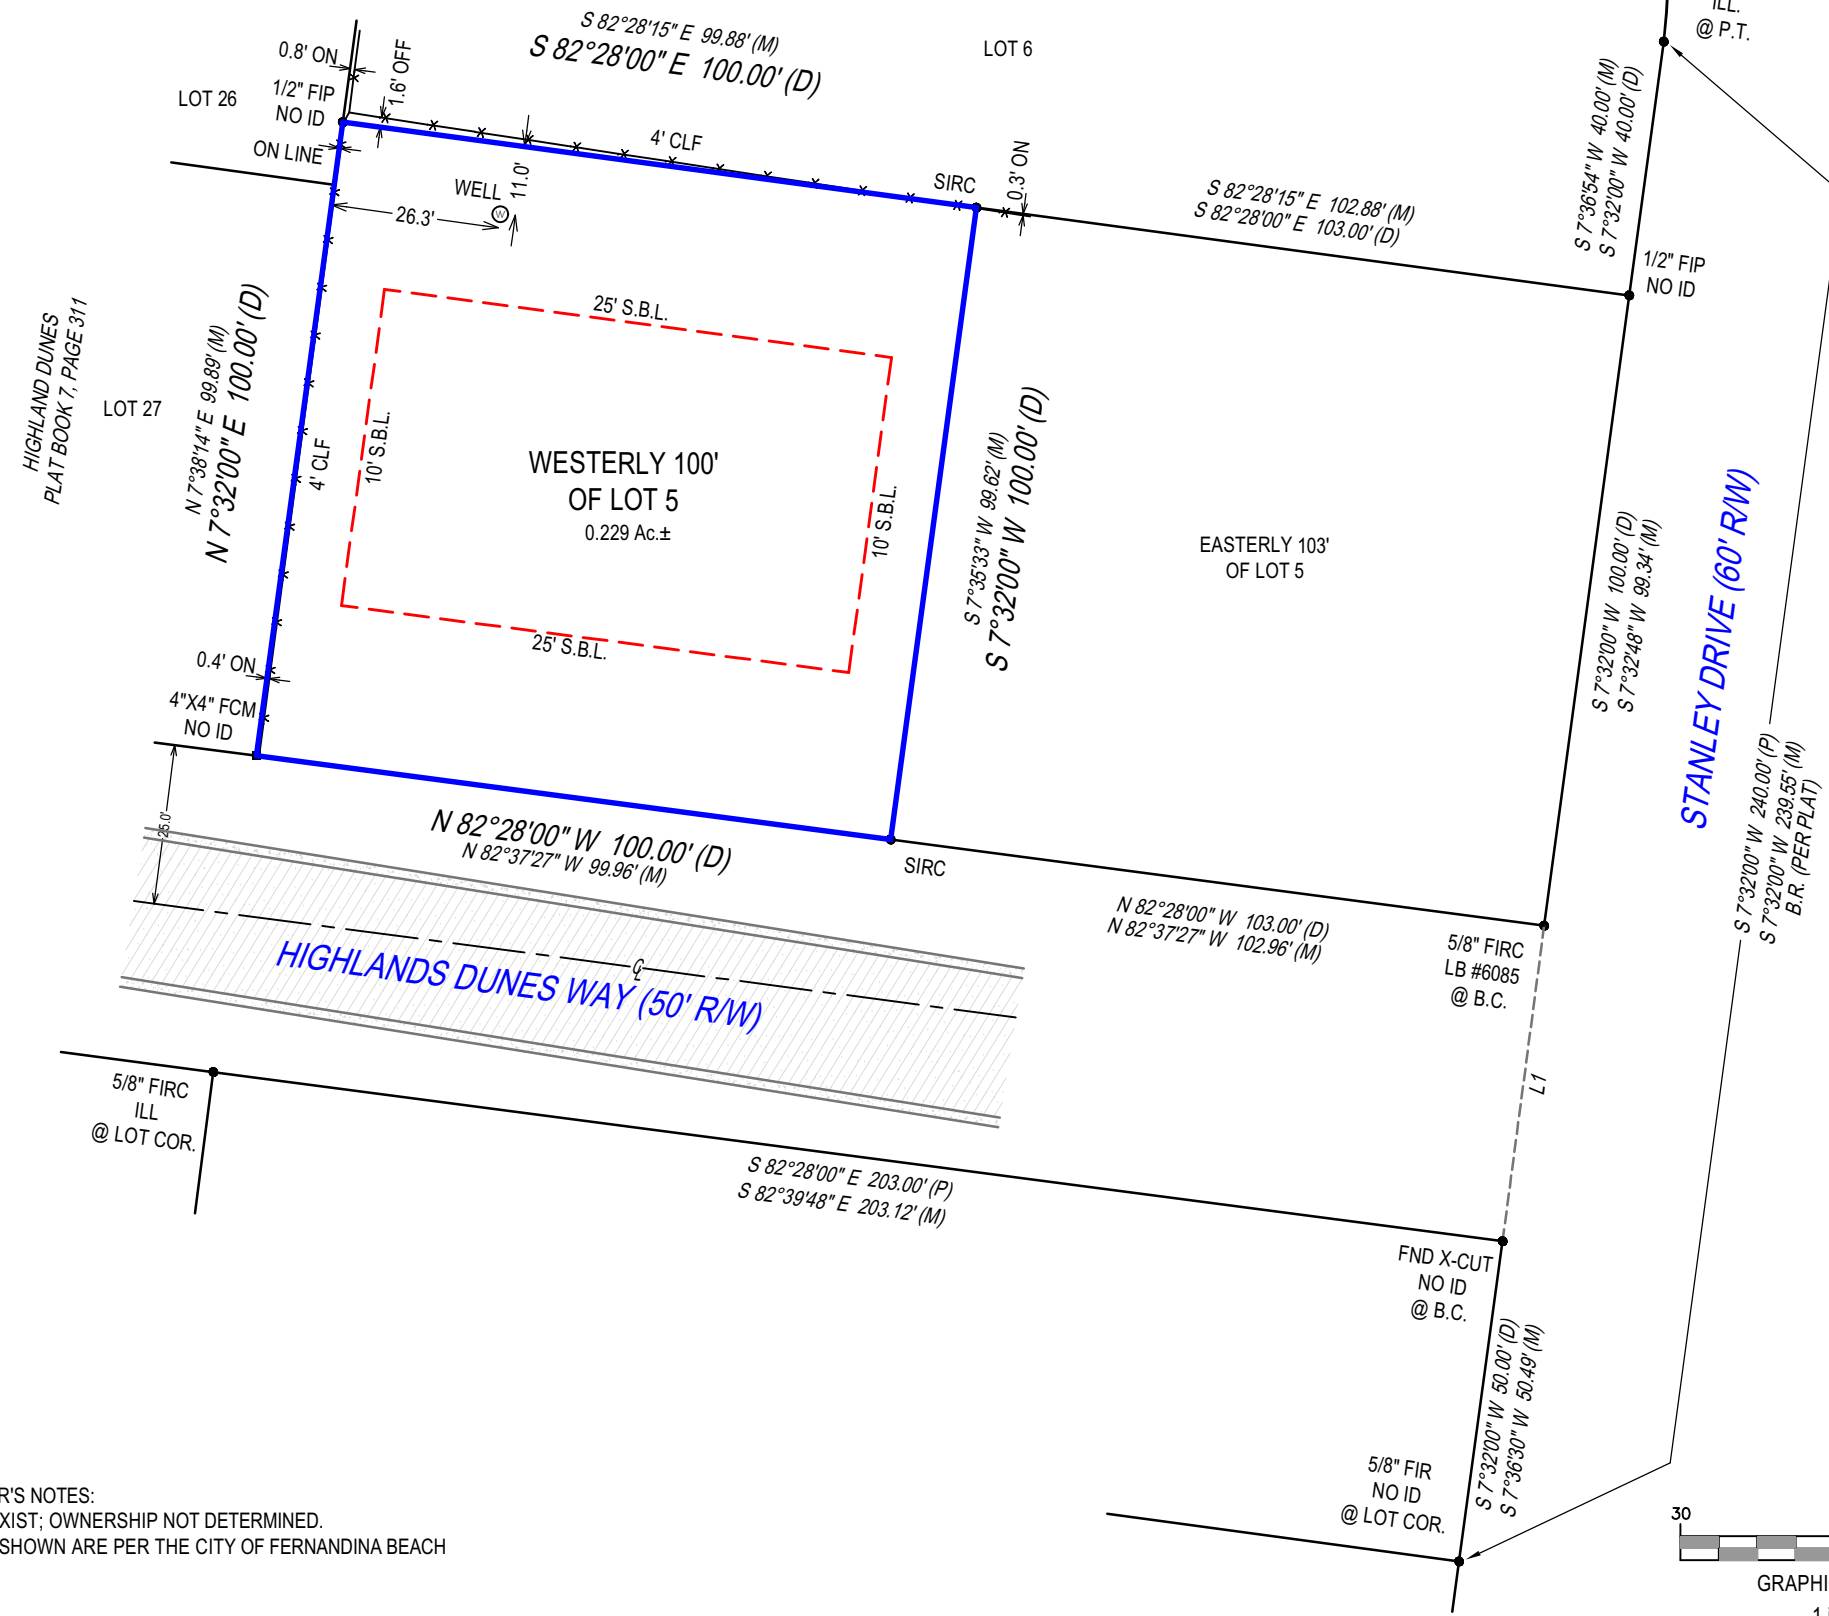 S 82°28'15" E 99.88' (M)
S 82°28'00" E 100.00' (D)
LOT 6
ILL.
@ P.T.
0.8' ON
1.6' OFF
LOT 26
1/2" FIP
NO ID
ON LINE
4' CLF
WELL
W
11.0'
26.3'
SIRC
0.3' ON
S 82°28'15" E 102.88' (M)
S 82°28'00" E 103.00' (D)
S 7°36'54" W 40.00' (M)
S 7°32'00" W 40.00' (D)
1/2" FIP
NO ID
HIGHLAND DUNES
PLAT BOOK 7, PAGE 311
LOT 27
N 7°38'14" E 99.89' (M)
N 7°32'00" E 100.00' (D)
4' CLF
25' S.B.L.
10' S.B.L.
WESTERLY 100'
OF LOT 5
0.229 Ac.±
10' S.B.L.
25' S.B.L.
S 7°35'33" W 99.62' (M)
S 7°32'00" W 100.00' (D)
EASTERLY 103'
OF LOT 5
S 7°32'00" W 100.00' (D)
S 7°32'48" W 99.34' (M)
STANLEY DRIVE (60' R/W)
S 7°32'00" W 240.00' (P)
S 7°32'00" W 239.55' (M)
B.R. (PER PLAT)
0.4' ON
4"X4" FCM
NO ID
25.0'
N 82°28'00" W 100.00' (D)
N 82°37'27" W 99.96' (M)
SIRC
N 82°28'00" W 103.00' (D)
N 82°37'27" W 102.96' (M)
5/8" FIRC
LB #6085
@ B.C.
CL
HIGHLANDS DUNES WAY (50' R/W)
L1
5/8" FIRC
ILL
@ LOT COR.
S 82°28'00" E 203.00' (P)
S 82°39'48" E 203.12' (M)
FND X-CUT
NO ID
@ B.C.
S 7°32'00" W 50.00' (D)
S 7°36'30" W 50.49' (M)
5/8" FIR
NO ID
@ LOT COR.
R'S NOTES:
XIST; OWNERSHIP NOT DETERMINED.
SHOWN ARE PER THE CITY OF FERNANDINA BEACH
30
GRAPHI